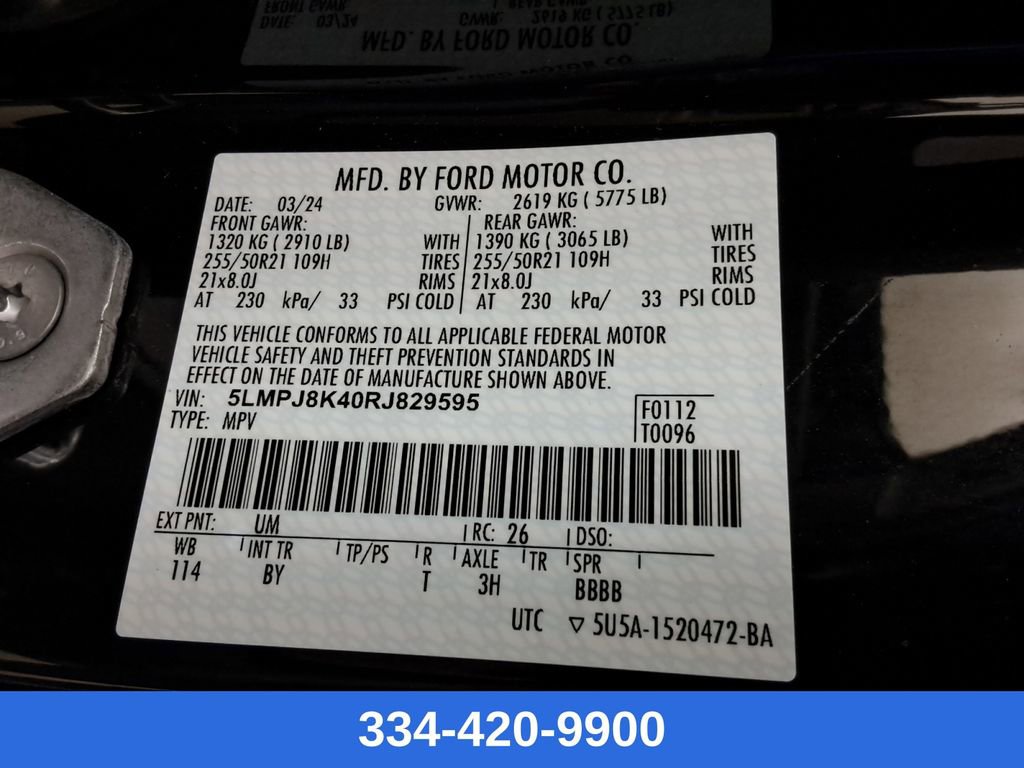 MFD. BY FORD MOTOR CO.
DATE: 03/24 GVWR: 2619 KG ( 5775 LB)
FRONT GAWR: REAR GAWR:
1320 KG ( 2910 LB) WITH 1390 KG ( 3065 LB) WITH
255/50R21 109H TIRES 255/50R21 109H TIRES
21x8.0J RIMS 21x8.0J RIMS
AT 230 kPa/ 33 PSI COLD AT 230 kPa/ 33 PSI COLD
THIS VEHICLE CONFORMS TO ALL APPLICABLE FEDERAL MOTOR
VEHICLE SAFETY AND THEFT PREVENTION STANDARDS IN
EFFECT ON THE DATE OF MANUFACTURE SHOWN ABOVE.
VIN: 5LMPJ8K40RJ829595
TYPE: MPV
F0112
T0096
EXT PNT: UM RC: 26 DSO:
WB INT TR TP/PS R AXLE TR SPR
114 BY T 3H BBBB
UTC ▽ 5U5A-1520472-BA
334-420-9900